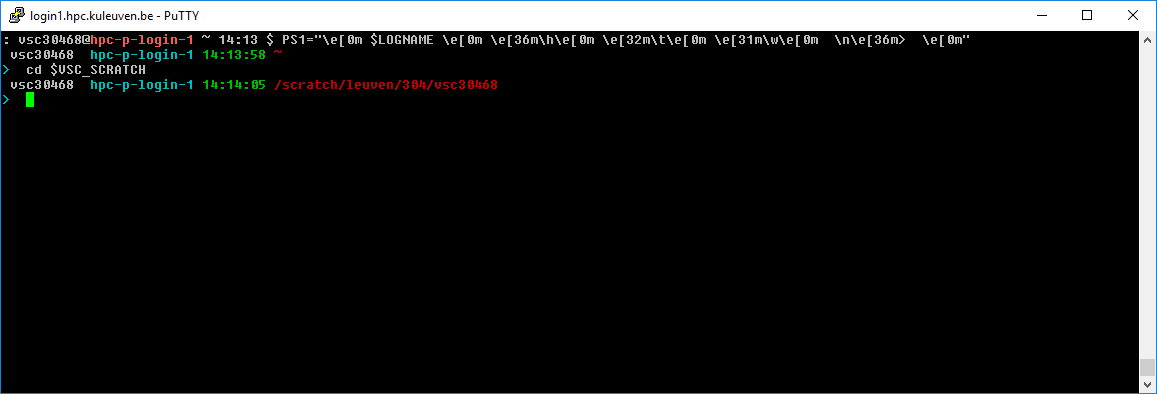 login1.hpc.kuleuven.be - PuTTY
: vsc30468@hpc-p-login-1 ~ 14:13 $ PS1="\e[0m $LOGNAME \e[0m \e[36m\h\e[0m \e[32m\t\e[0m \e[31m\w\e[0m  \n\e[36m>  \e[0m"
 vsc30468  hpc-p-login-1 14:13:58 ~
>  cd $VSC_SCRATCH
 vsc30468  hpc-p-login-1 14:14:05 /scratch/leuven/304/vsc30468
>